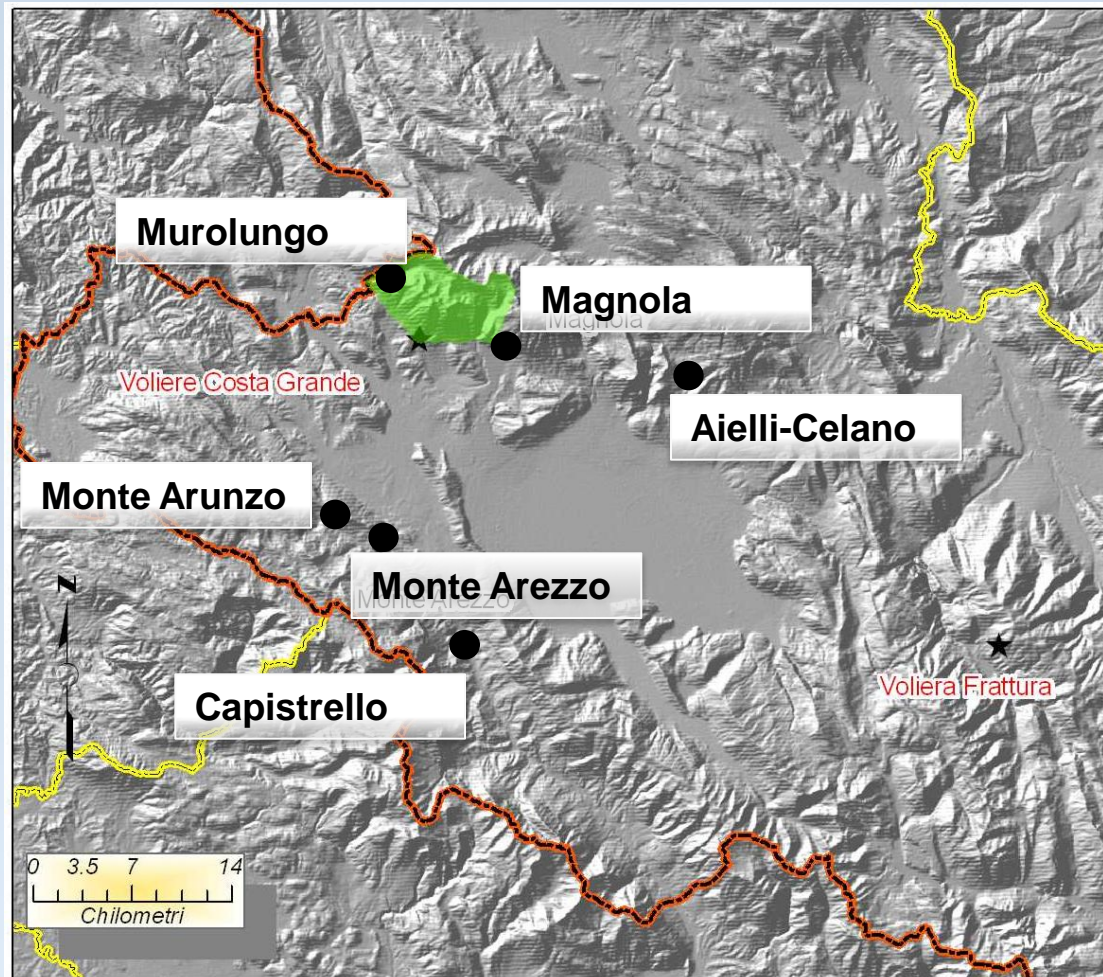 Murolungo
Magnola
Magnola
Voliere Costa Grande
Aielli-Celano
Monte Arunzo
Monte Arezzo
Monte Arezzo
N
Capistrello
Voliera Frattura
0 3.5 7 14
Chilometri